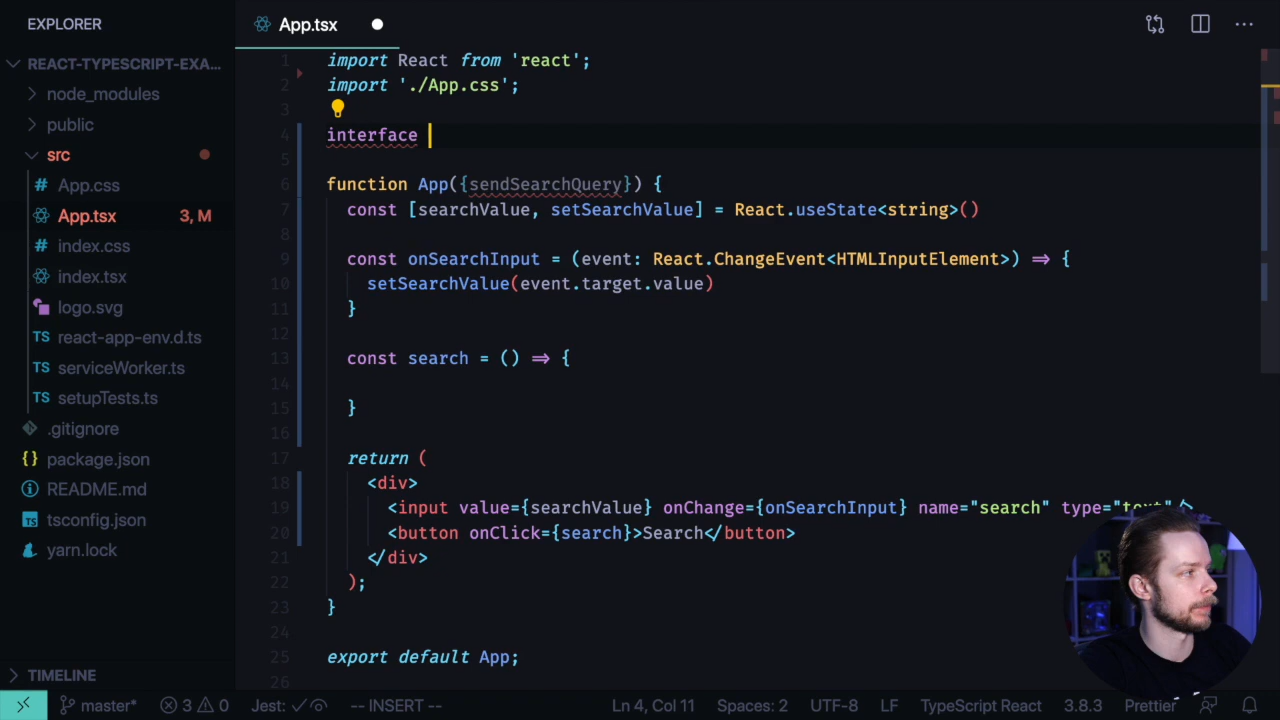 EXPLORER
App.tsx
REACT-TYPESCRIPT-EXA...
node_modules
public
src
App.css
App.tsx 3, M
index.css
index.tsx
logo.svg
TS react-app-env.d.ts
TS serviceWorker.ts
TS setupTests.ts
.gitignore
{} package.json
README.md
TS tsconfig.json
yarn.lock
TIMELINE
1 import React from 'react';
2 import './App.css';
3
4 interface
5
6 function App({sendSearchQuery}) {
7 const [searchValue, setSearchValue] = React.useState<string>()
8
9 const onSearchInput = (event: React.ChangeEvent<HTMLInputElement>) => {
10 setSearchValue(event.target.value)
11 }
12
13 const search = () => {
14
15 }
16
17 return (
18 <div>
19 <input value={searchValue} onChange={onSearchInput} name="search" type="text"/>
20 <button onClick={search}>Search</button>
21 </div>
22 );
23 }
24
25 export default App;
26
master* 3 0 Jest: -- INSERT -- Ln 4, Col 11 Spaces: 2 UTF-8 LF TypeScript React 3.8.3 Prettier